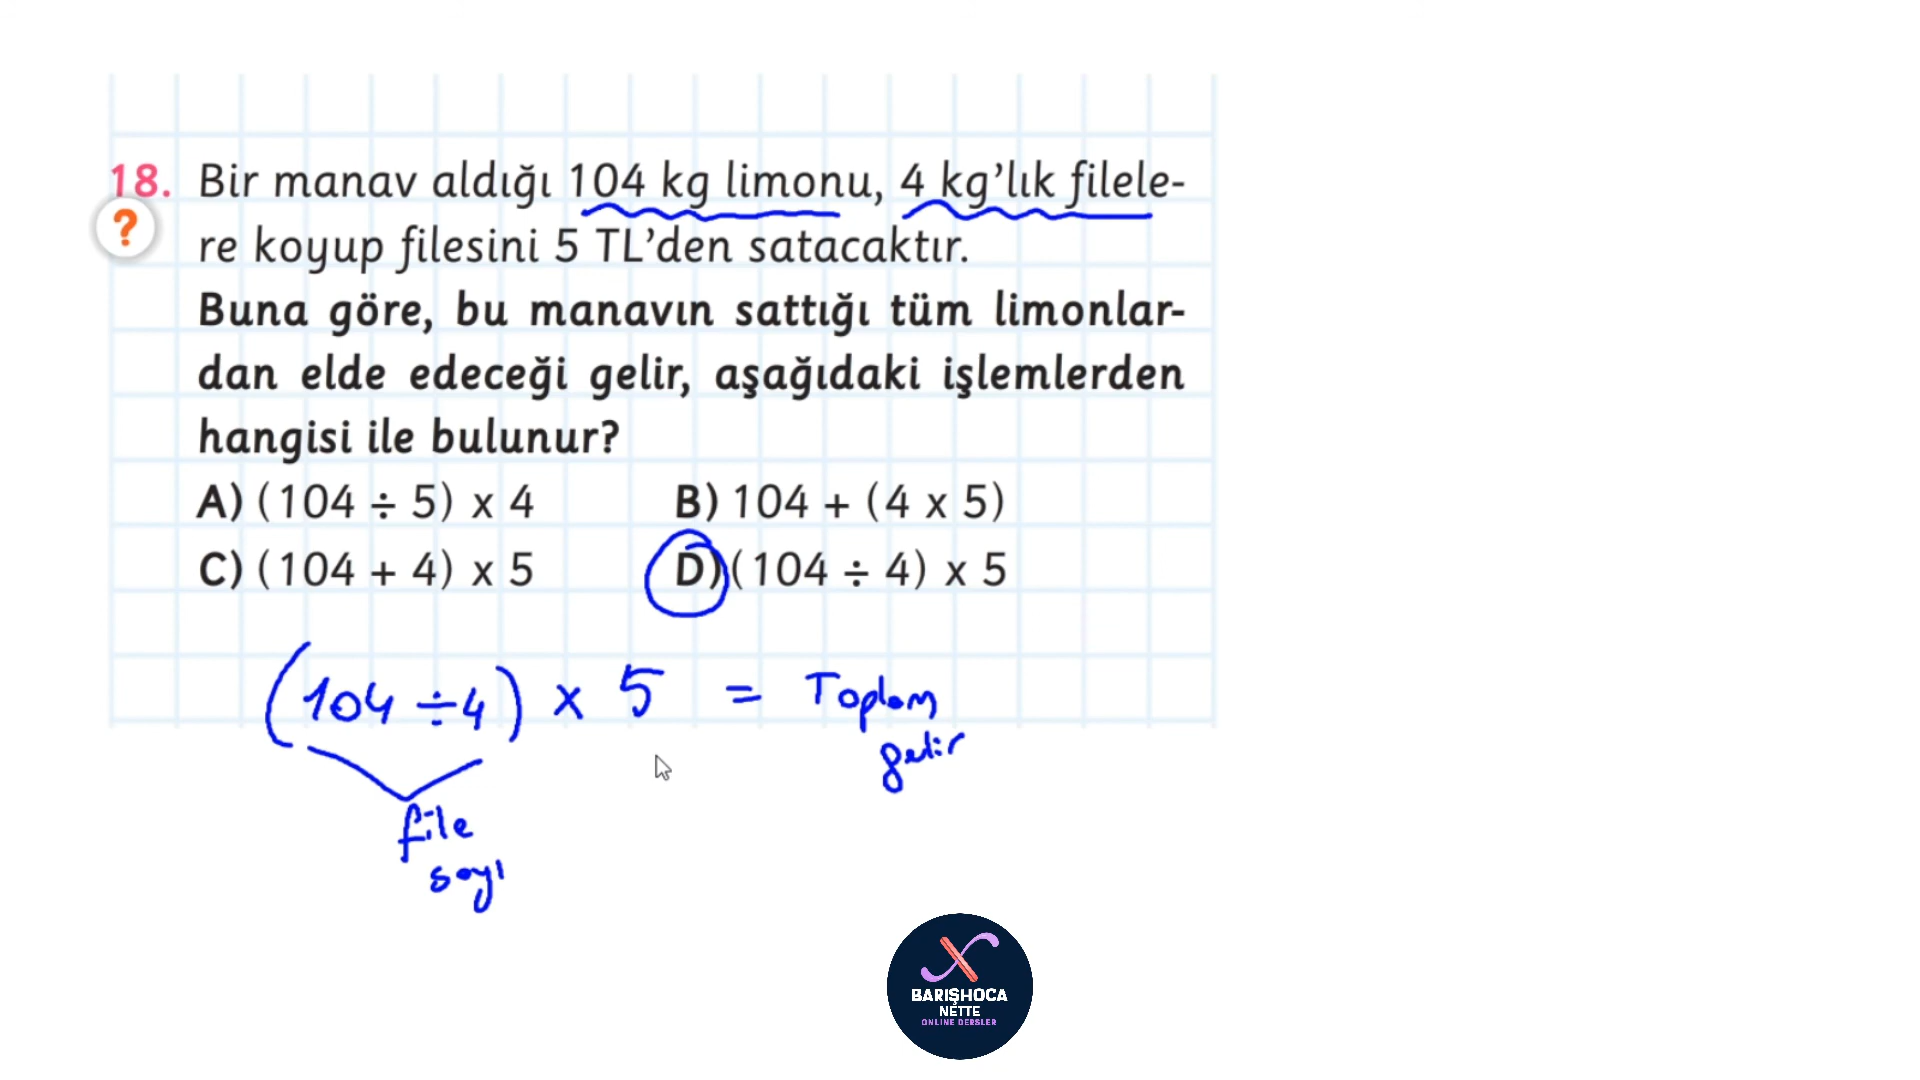 18. Bir manav aldığı 104 kg limonu, 4 kg'lık filele-
?
re koyup filesini 5 TL'den satacaktır.
Buna göre, bu manavın sattığı tüm limonlar-
dan elde edeceği gelir, aşağıdaki işlemlerden
hangisi ile bulunur?
A) (104 ÷ 5) x 4 B) 104 + (4 x 5)
C) (104 + 4) x 5 D) (104 ÷ 4) x 5
(104 ÷ 4) x 5 = Toplam
gelir
file
sayı
BARIŞHOCA
NETTE
ONLINE DERSLER